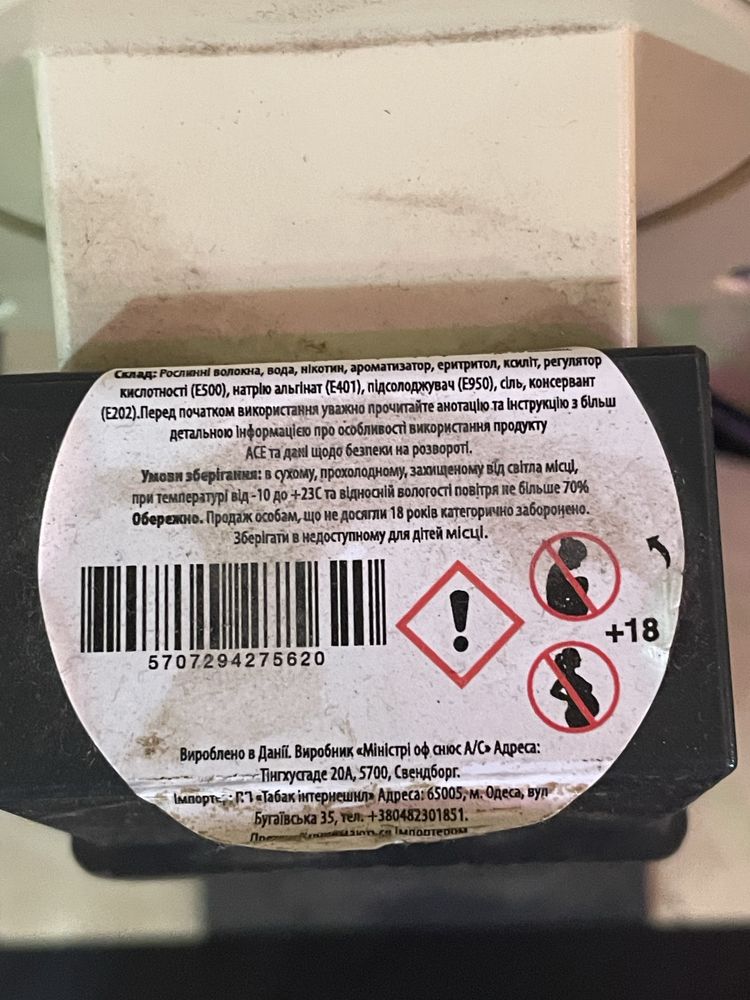 Склад: Рослинні волокна, вода, нікотин, ароматизатор, еритритол, ксиліт, регулятор
кислотності (Е500), натрію альгінат (Е401), підсолоджувач (Е950), сіль, консервант
(Е202).Перед початком використання уважно прочитайте анотацію та інструкцію з більш
детальною інформацією про особливості використання продукту
ACE та дані щодо безпеки на розвороті.
Умови зберігання: в сухому, прохолодному, захищеному від світла місці,
при температурі від -10 до +23С та відносній вологості повітря не більше 70%
Обережно. Продаж особам, що не досягли 18 років категорично заборонено.
Зберігати в недоступному для дітей місці.
5707294275620
+18
Вироблено в Данії. Виробник «Міністрі оф снюс А/С» Адреса:
Тінгхусгаде 20А, 5700, Свендборг.
«Табак інтернешнл» Адреса: 65005, м. Одеса, вул
Бугаївська 35, тел. +380482301851.
імпортером